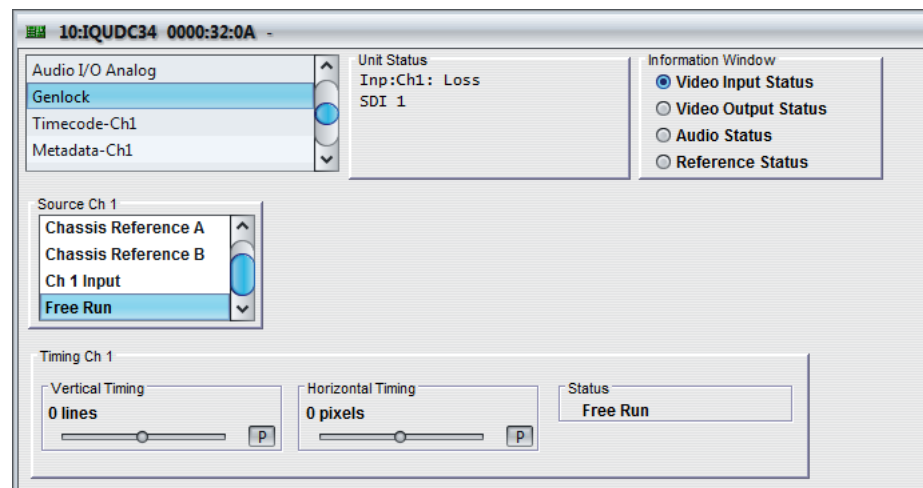 10:IQUDC34 0000:32:0A -
Audio I/O Analog
Genlock
Timecode-Ch1
Metadata-Ch1
Unit Status
Inp:Ch1: Loss
SDI 1
Information Window
Video Input Status
Video Output Status
Audio Status
Reference Status
Source Ch 1
Chassis Reference A
Chassis Reference B
Ch 1 Input
Free Run
Timing Ch 1
Vertical Timing
0 lines
P
Horizontal Timing
0 pixels
P
Status
Free Run